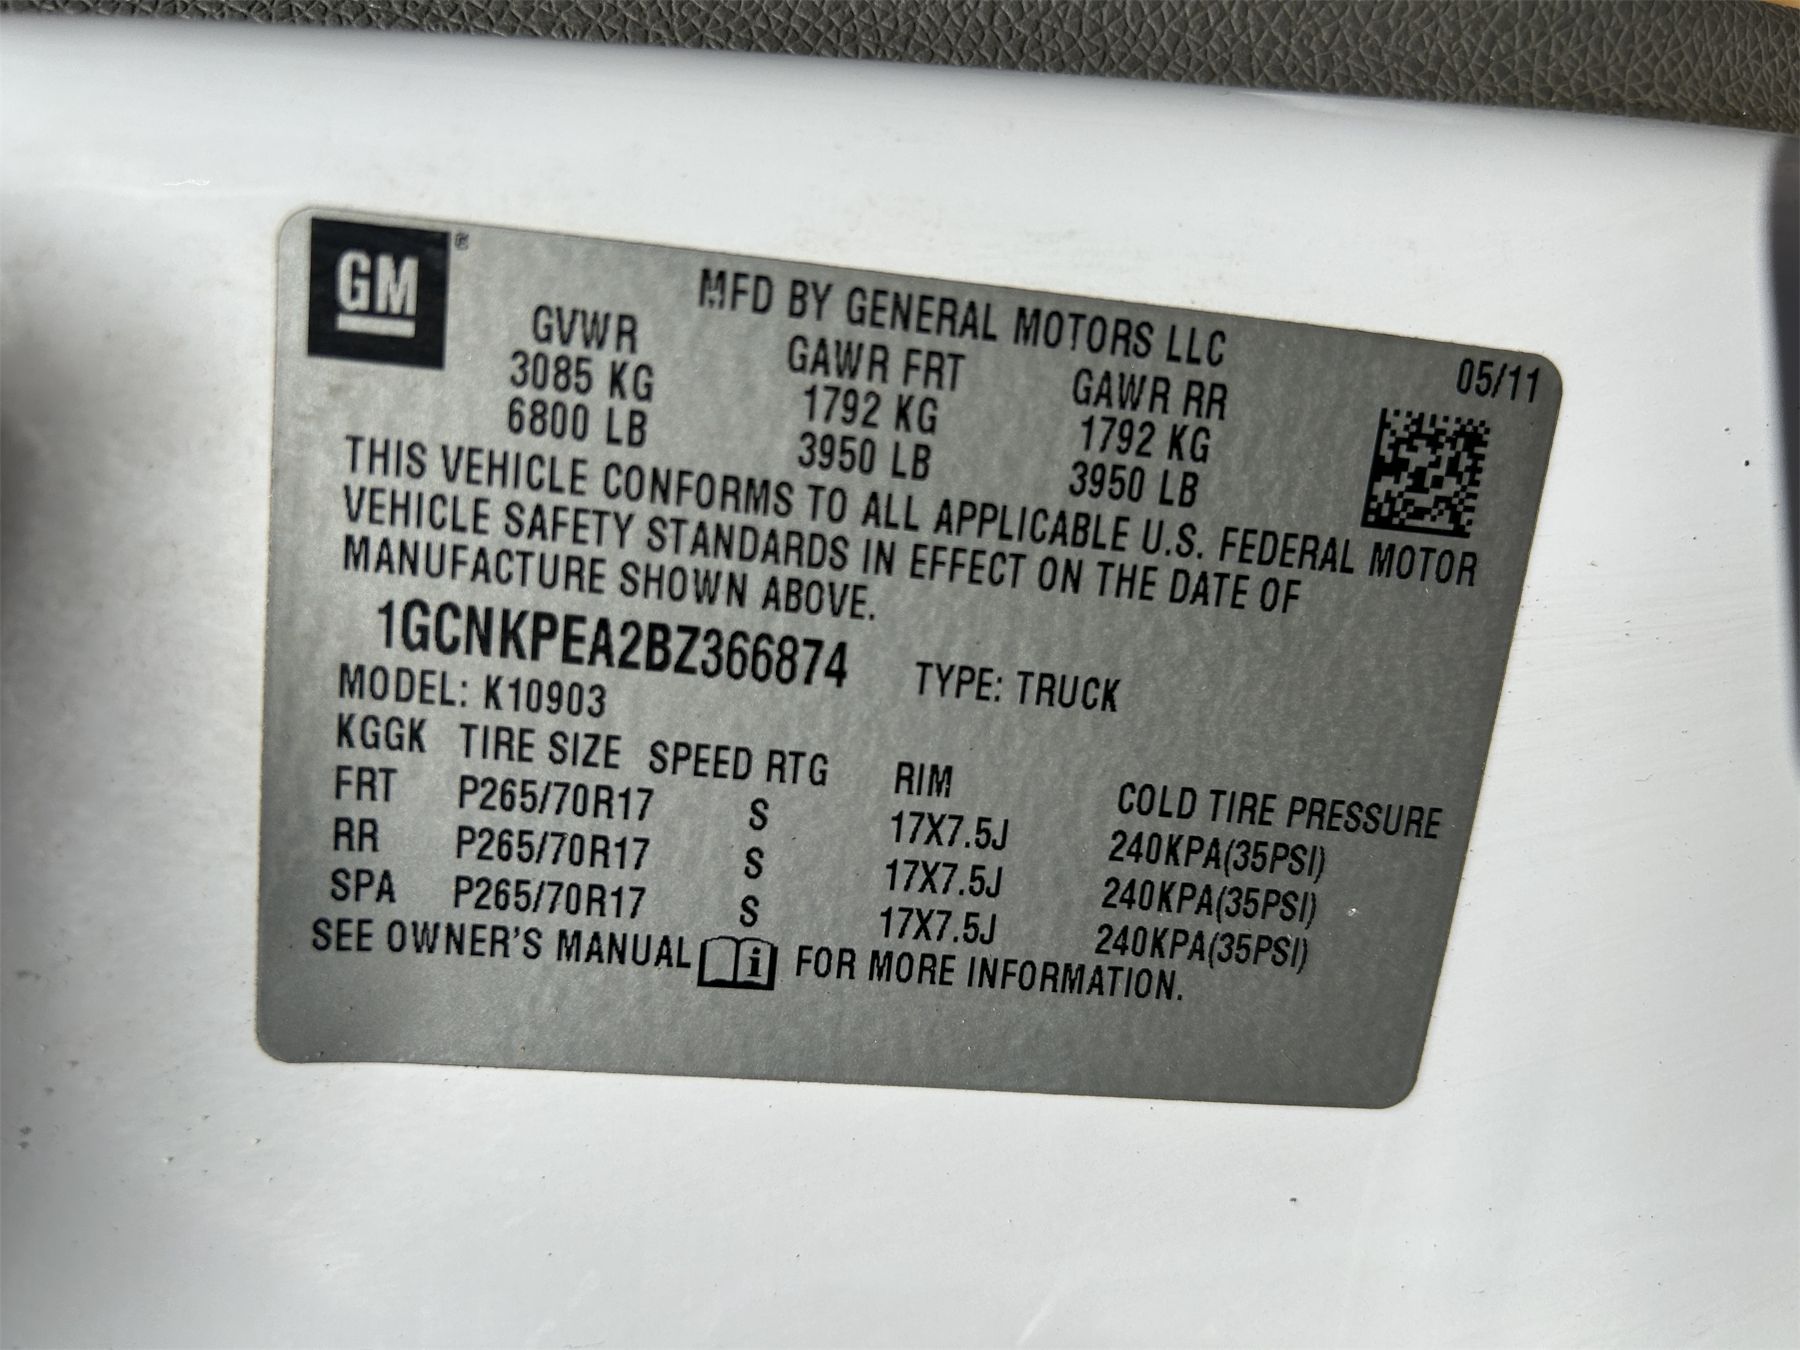 GM®
MFD BY GENERAL MOTORS LLC
05/11
GVWR GAWR FRT GAWR RR
3085 KG 1792 KG 1792 KG
6800 LB 3950 LB 3950 LB
THIS VEHICLE CONFORMS TO ALL APPLICABLE U.S. FEDERAL MOTOR
VEHICLE SAFETY STANDARDS IN EFFECT ON THE DATE OF
MANUFACTURE SHOWN ABOVE.
1GCNKPEA2BZ366874 TYPE: TRUCK
MODEL: K10903
KGGK TIRE SIZE SPEED RTG RIM COLD TIRE PRESSURE
FRT P265/70R17 S 17X7.5J 240KPA(35PSI)
RR P265/70R17 S 17X7.5J 240KPA(35PSI)
SPA P265/70R17 S 17X7.5J 240KPA(35PSI)
SEE OWNER'S MANUAL i FOR MORE INFORMATION.